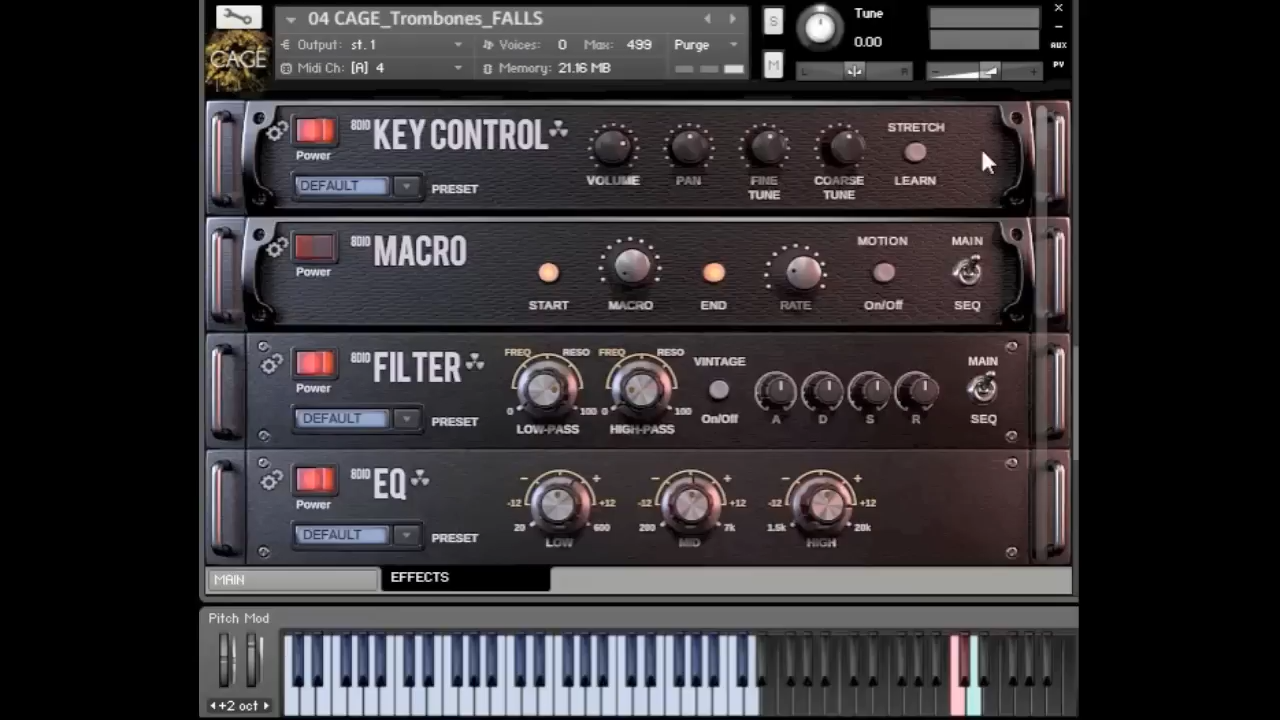 04 CAGE_Trombones_FALLS
S
Tune
0.00
Output: st. 1
Voices: 0 Max: 499
Purge
Midi Ch: [A] 4
Memory: 21.16 MB
M
L R
- +
×
-
AUX
PV
CAGE
8DIO KEY CONTROL
Power
DEFAULT
PRESET
VOLUME
PAN
FINE TUNE
COARSE TUNE
STRETCH
LEARN
8DIO MACRO
Power
START
MACRO
END
RATE
MOTION
On/Off
MAIN
SEQ
8DIO FILTER
Power
DEFAULT
PRESET
FREQ RESO
0 100
LOW-PASS
FREQ RESO
0 100
HIGH-PASS
VINTAGE
On/Off
A D S R
MAIN
SEQ
8DIO EQ
Power
DEFAULT
PRESET
- +
-12 +12
20 600
LOW
- +
-12 +12
200 7k
MID
- +
-12 +12
1.5k 20k
HIGH
MAIN
EFFECTS
Pitch Mod
+2 oct